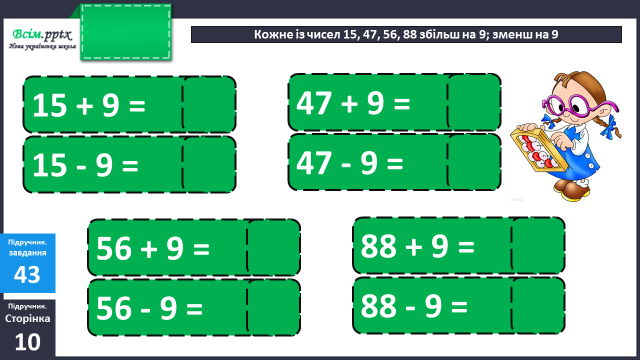 Всім.pptx
Нова українська школа
Кожне із чисел 15, 47, 56, 88 збільш на 9; зменш на 9
15 + 9 =
47 + 9 =
15 - 9 =
47 - 9 =
56 + 9 =
88 + 9 =
56 - 9 =
88 - 9 =
Підручник.
завдання
43
Підручник.
Сторінка
10